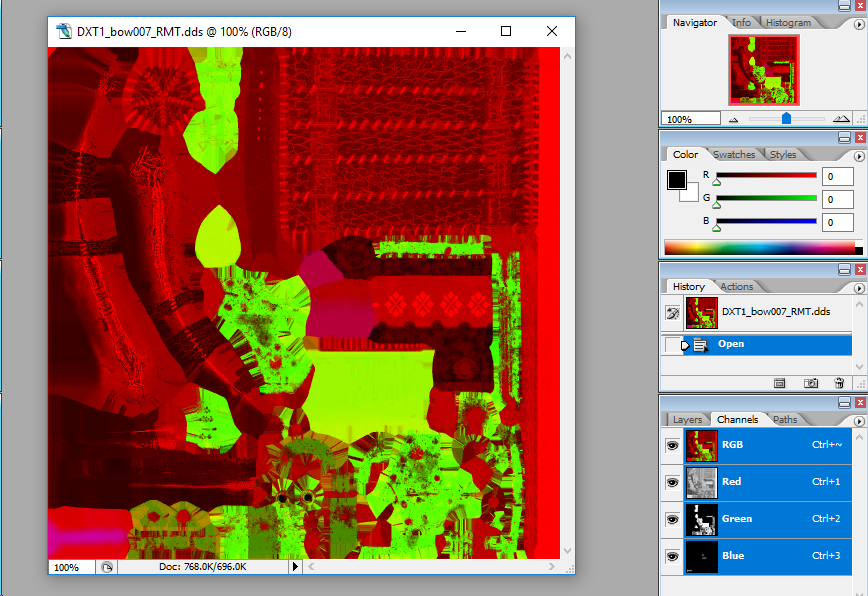 DXT1_bow007_RMT.dds @ 100% (RGB/8)
100%
Doc: 768.0K/696.0K
Navigator Info Histogram
100%
Color Swatches Styles
R 0
G 0
B 0
History Actions
DXT1_bow007_RMT.dds
Open
Layers Channels Paths
RGB Ctrl+~
Red Ctrl+1
Green Ctrl+2
Blue Ctrl+3